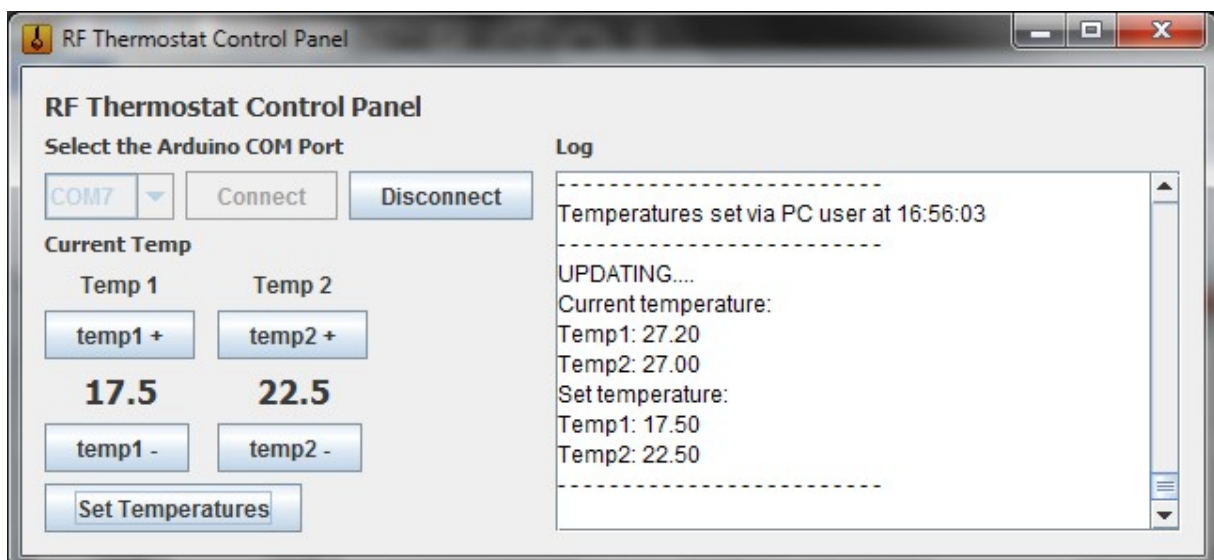 RF Thermostat Control Panel
RF Thermostat Control Panel
Select the Arduino COM Port
COM7 Connect Disconnect
Current Temp
Temp 1 Temp 2
temp1 + temp2 +
17.5 22.5
temp1 - temp2 -
Set Temperatures
Log
- - - - - - - - - - - - - - - - - - - - - - - - -
Temperatures set via PC user at 16:56:03
- - - - - - - - - - - - - - - - - - - - - - - - -
UPDATING....
Current temperature:
Temp1: 27.20
Temp2: 27.00
Set temperature:
Temp1: 17.50
Temp2: 22.50
- - - - - - - - - - - - - - - - - - - - - - - - -